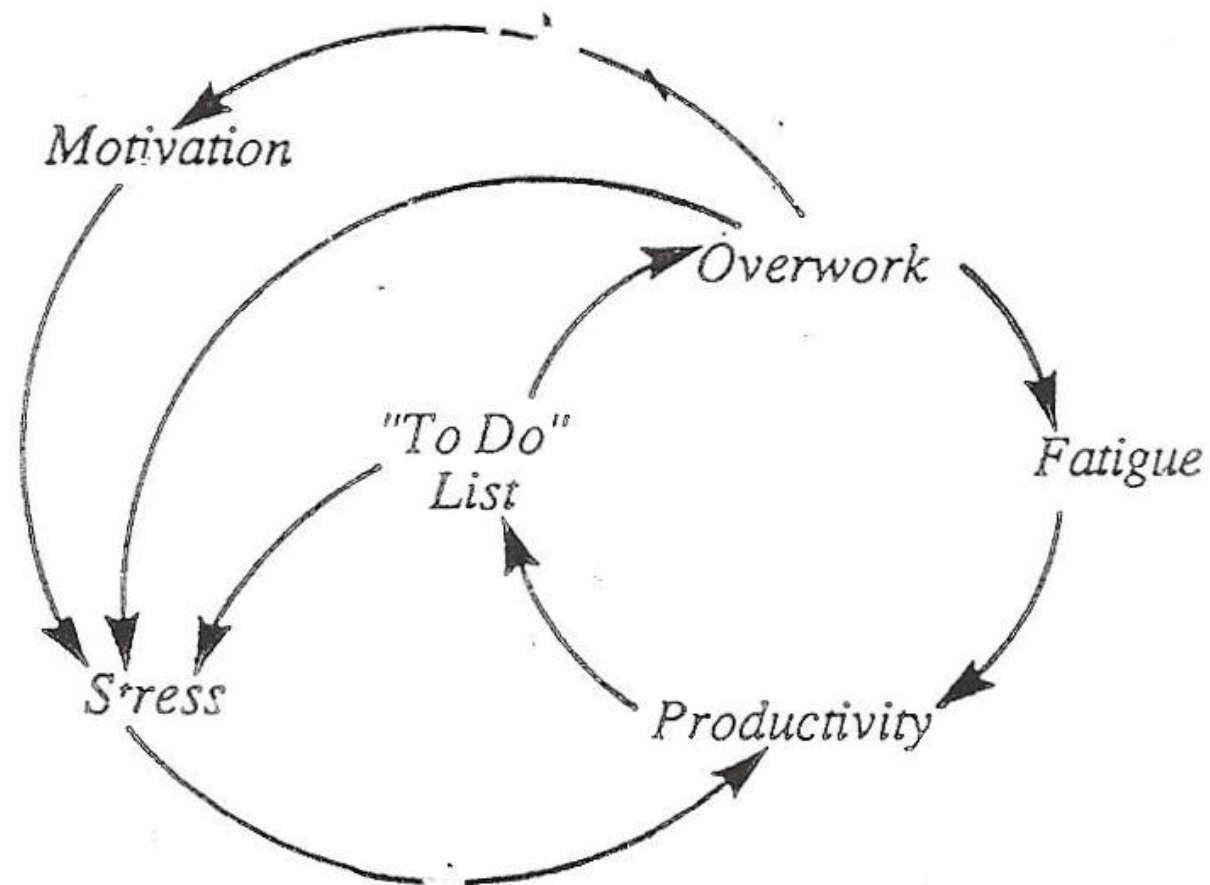 Motivation
Overwork
"To Do"
List
Fatigue
Stress
Productivity